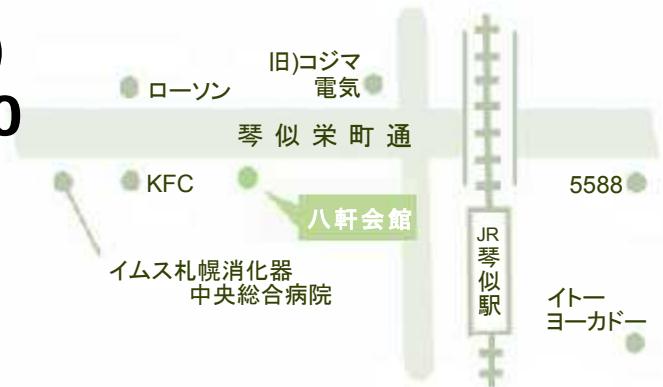 )
0
旧)コジマ
電気
ローソン
琴似栄町通
KFC
5588
八軒会館
JR
琴似駅
イムス札幌消化器
中央総合病院
イトー
ヨーカドー